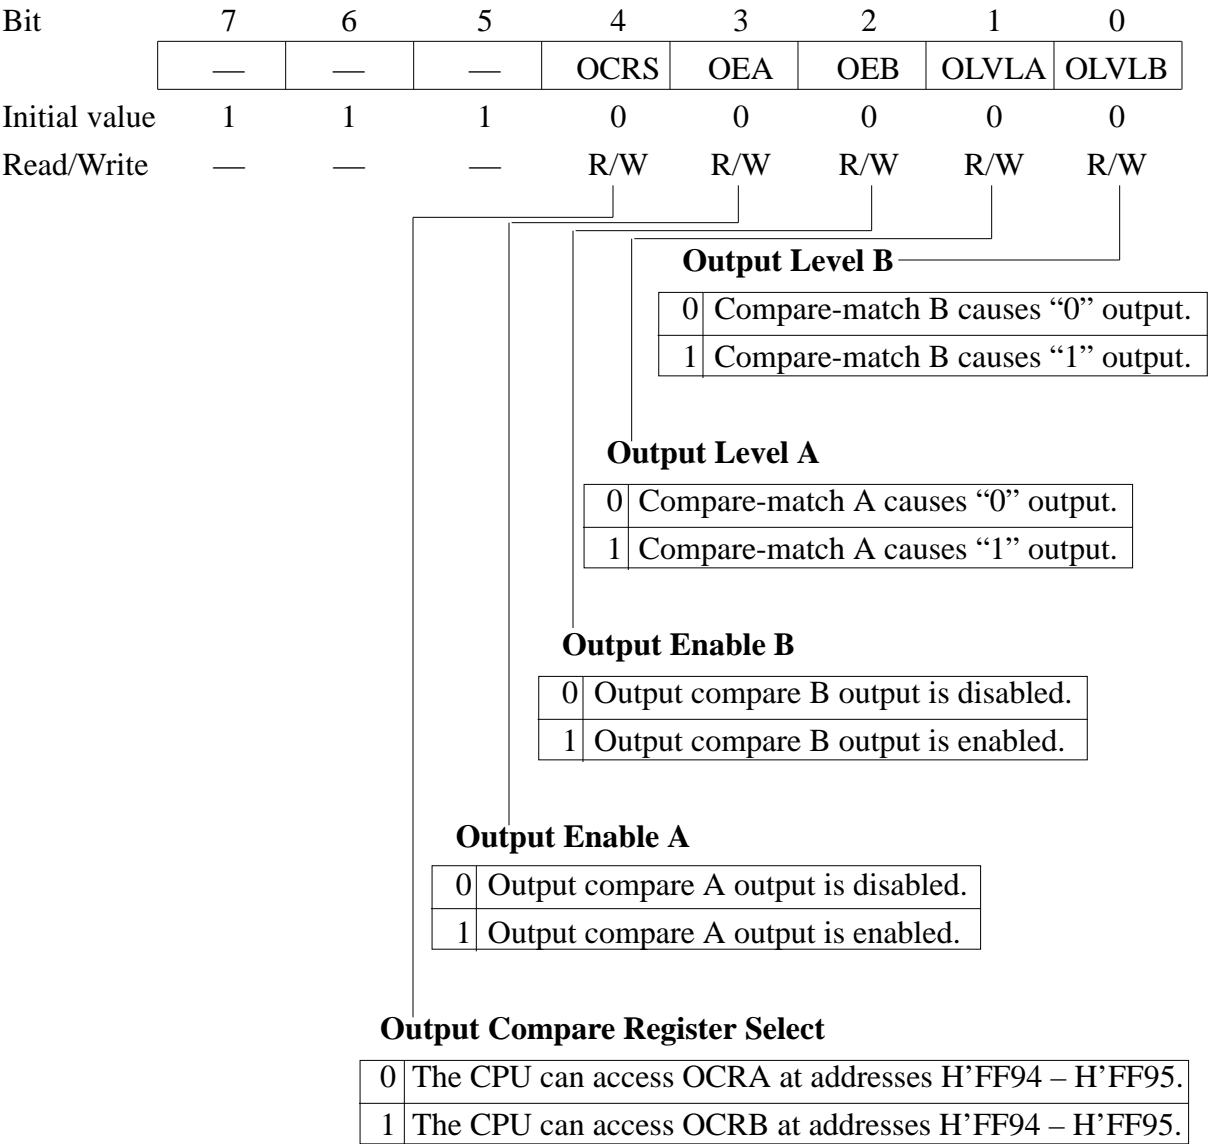 Bit 7 6 5 4 3 2 1 0
— — — OCRS OEA OEB OLVLA OLVLB
Initial value 1 1 1 0 0 0 0 0
Read/Write — — — R/W R/W R/W R/W R/W
Output Level B
0 Compare-match B causes “0” output.
1 Compare-match B causes “1” output.
Output Level A
0 Compare-match A causes “0” output.
1 Compare-match A causes “1” output.
Output Enable B
0 Output compare B output is disabled.
1 Output compare B output is enabled.
Output Enable A
0 Output compare A output is disabled.
1 Output compare A output is enabled.
Output Compare Register Select
0 The CPU can access OCRA at addresses H’FF94 – H’FF95.
1 The CPU can access OCRB at addresses H’FF94 – H’FF95.